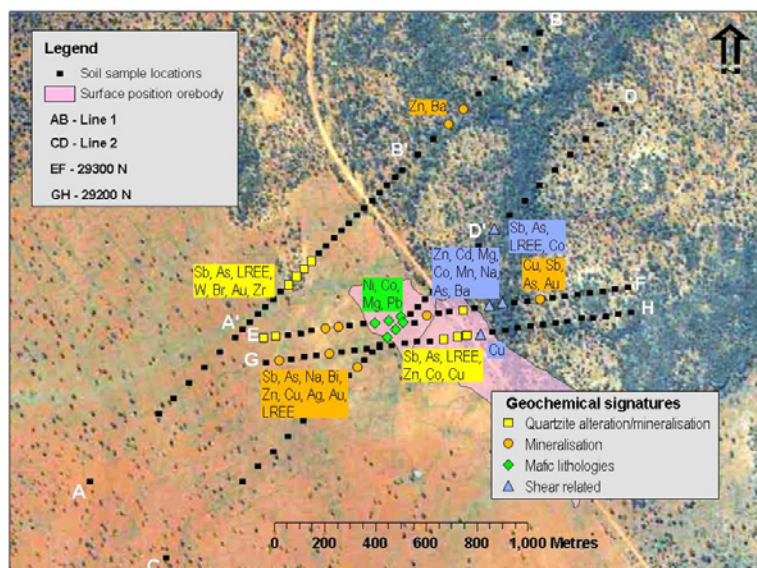 Legend
Soil sample locations
Surface position orebody
AB - Line 1
CD - Line 2
EF - 29300 N
GH - 29200 N
B
D
Zn, Ba
B'
D'
Sb, As,
LREE, Co
Zn, Cd, Mg,
Co, Mn, Na,
As, Ba
Cu, Sb,
As, Au
Sb, As, LREE,
W, Br, Au, Zr
Ni, Co,
Mg, Pb
F
H
A'
E
G
Cu
Sb, As, LREE,
Zn, Co, Cu
Sb, As, Na, Bi,
Zn, Cu, Ag, Au,
LREE
Geochemical signatures
Quartzite alteration/mineralisation
Mineralisation
Mafic lithologies
Shear related
A
C
0 200 400 600 800 1,000 Metres